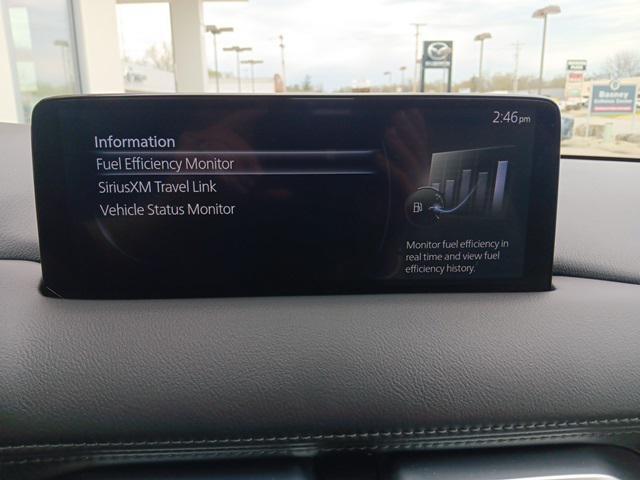 2:46pm
Information
Fuel Efficiency Monitor
SiriusXM Travel Link
Vehicle Status Monitor
Monitor fuel efficiency in
real time and view fuel
efficiency history.
Basney